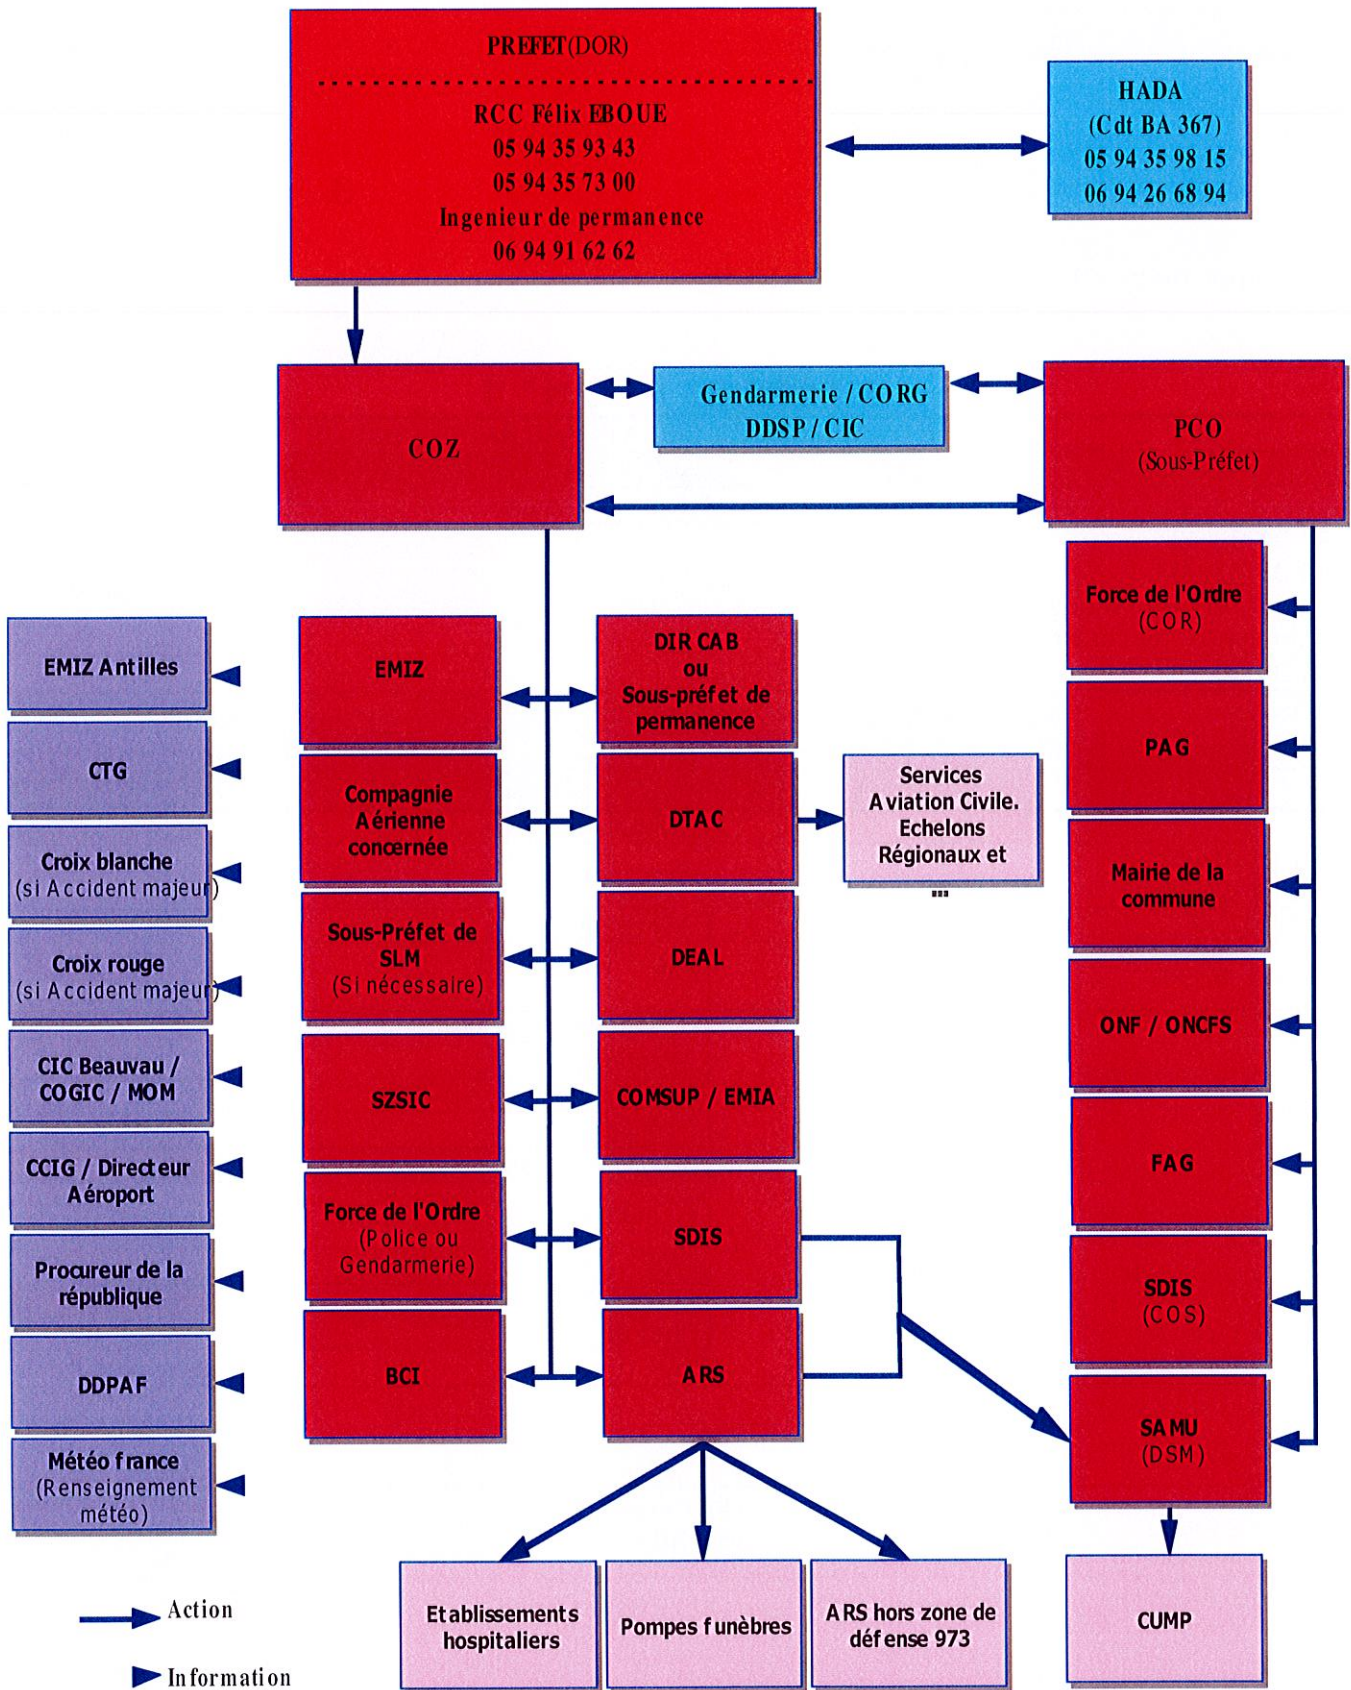 PREFET(DOR)
RCC Félix EBOUE
05 94 35 93 43
05 94 35 73 00
Ingenieur de permanence
06 94 91 62 62
HADA
(Cdt BA 367)
05 94 35 98 15
06 94 26 68 94
COZ
Gendarmerie / CORG
DDSP / CIC
PCO
(Sous-Préfet)
EMIZ Antilles
CTG
Croix blanche
(si Accident majeur)
Croix rouge
(si Accident majeur)
CIC Beauvau /
COGIC / MOM
CCIG / Directeur
Aéroport
Procureur de la
république
DDPAF
Météo france
(Renseignement
météo)
EMIZ
Compagnie
Aérienne
concernée
Sous-Préfet de
SLM
(Si nécessaire)
SZSIC
Force de l'Ordre
(Police ou
Gendarmerie)
BCI
DIR CAB
ou
Sous-préfet de
permanence
DTAC
DEAL
COMSUP / EMIA
SDIS
ARS
Services
Aviation Civile.
Echelons
Régionaux et
Force de l'Ordre
(COR)
PAG
Mairie de la
commune
ONF / ONCFS
FAG
SDIS
(COS)
SAMU
(DSM)
Etablissements
hospitaliers
Pompes funèbres
ARS hors zone de
défense 973
CUMP
Action
Information